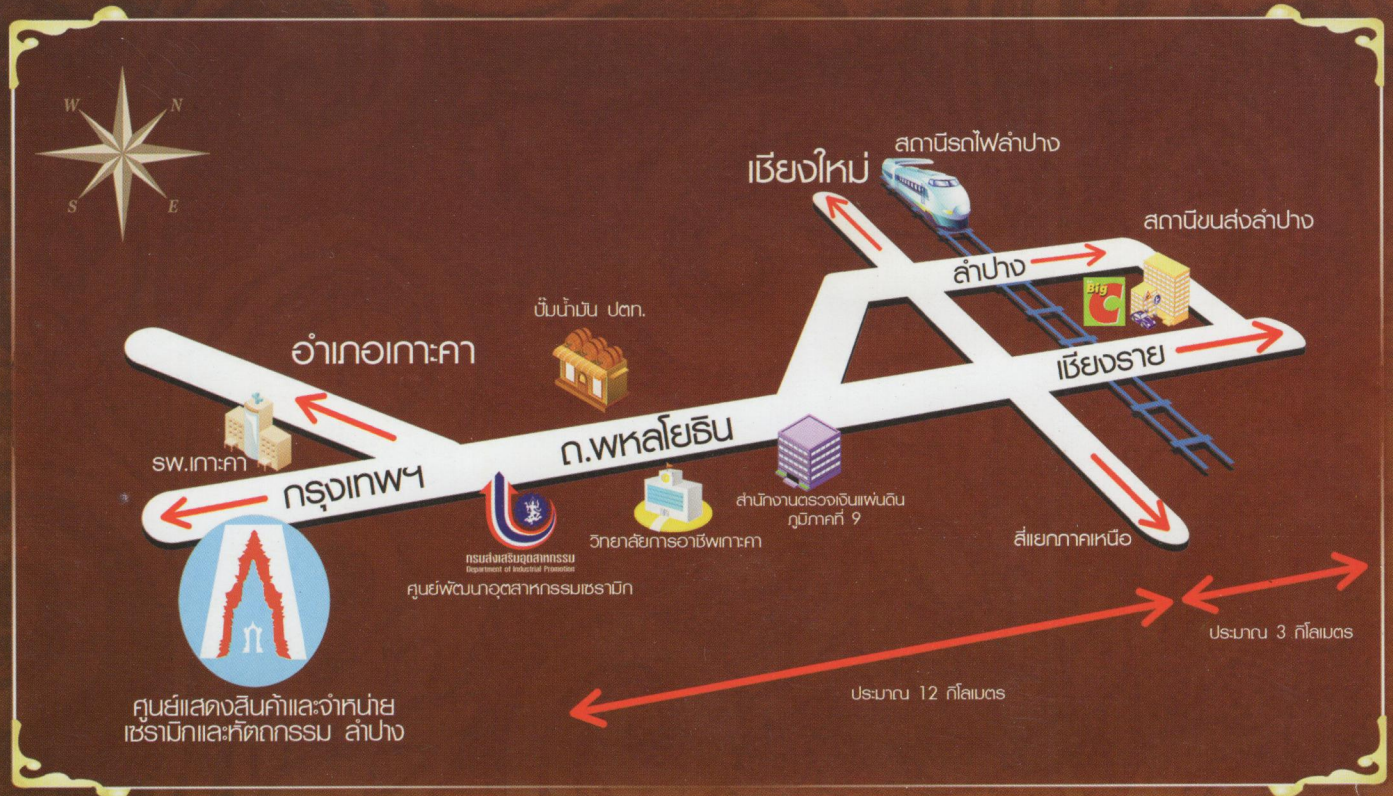 W
N
S
E
สถานีรถไฟลำปาง
เชียงใหม่
สถานีขนส่งลำปาง
ลำปาง
Big
C
ปั๊มน้ำมัน ปตท.
อำเภอเกาะคา
เชียงราย
ถ.พหลโยธิน
รพ.เกาะคา
กรุงเทพฯ
สำนักงานตรวจเงินแผ่นดิน
ภูมิภาคที่ 9
วิทยาลัยการอาชีพเกาะคา
สี่แยกภาคเหนือ
กรมส่งเสริมอุตสาหกรรม
Department of Industrial Promotion
ศูนย์พัฒนาอุตสาหกรรมเซรามิก
ประมาณ 3 กิโลเมตร
ประมาณ 12 กิโลเมตร
ศูนย์แสดงสินค้าและจำหน่าย
เซรามิกและหัตถกรรม ลำปาง